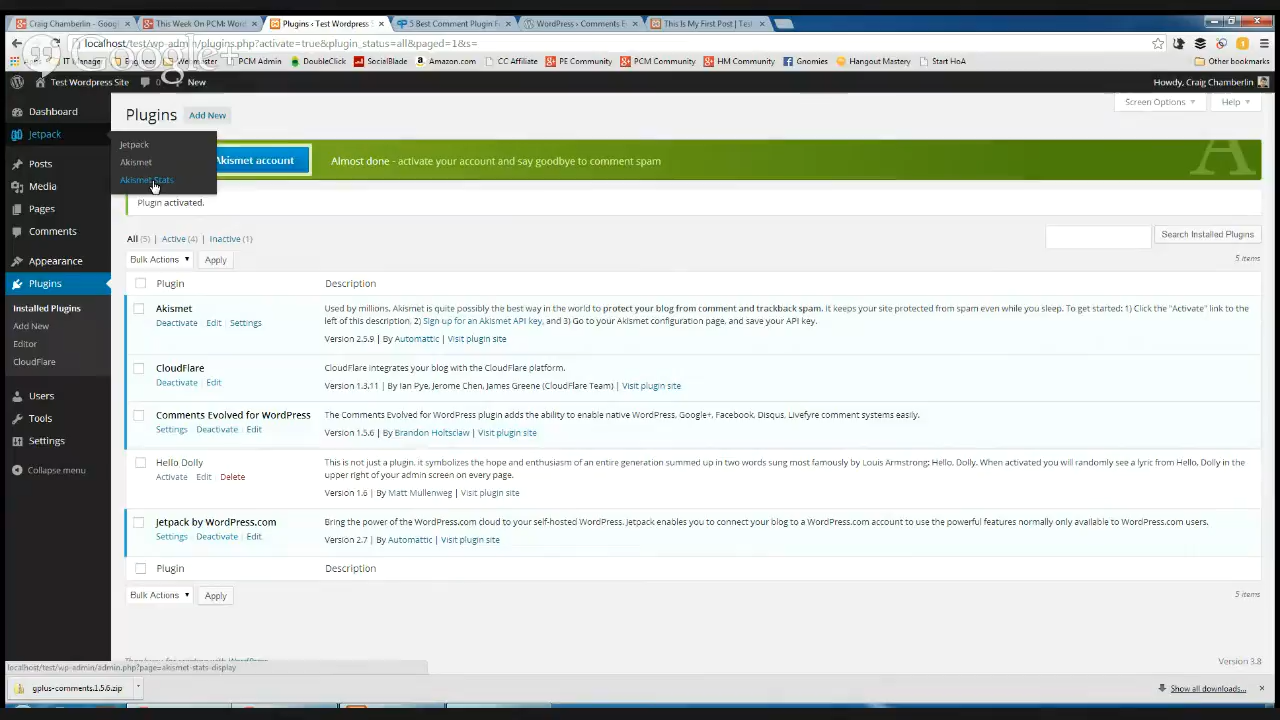 Craig Chamberlin - Googl
This Week On PCM: Word
Plugins ‹ Test Wordpress
5 Best Comment Plugin F
WordPress › Comments E
This Is My First Post | Test
localhost/test/wp_admin/plugins.php?activate=true&plugin_status=all&paged=1&s=
Google+
IT Manage
PCM Admin
DoubleClick
SocialBlade
Amazon.com
CC Affiliate
PE Community
PCM Community
HM Community
Gnomies
Hangout Mastery
Start HoA
Other bookmarks
Test Wordpress Site
0
New
Howdy, Craig Chamberlin
Dashboard
Jetpack
Posts
Media
Pages
Comments
Appearance
Plugins
Installed Plugins
Add New
Editor
CloudFlare
Users
Tools
Settings
Collapse menu
Jetpack
Akismet
Akismet Stats
Plugins Add New
Screen Options
Help
Akismet account
Almost done - activate your account and say goodbye to comment spam
A
Plugin activated.
All (5) | Active (4) | Inactive (1)
Search Installed Plugins
Bulk Actions
Apply
5 items
Plugin
Description
Akismet
Deactivate | Edit | Settings
Used by millions, Akismet is quite possibly the best way in the world to protect your blog from comment and trackback spam. It keeps your site protected from spam even while you sleep. To get started: 1) Click the "Activate" link to the
left of this description, 2) Sign up for an Akismet API key, and 3) Go to your Akismet configuration page, and save your API key.
Version 2.5.9 | By Automattic | Visit plugin site
CloudFlare
Deactivate | Edit
CloudFlare integrates your blog with the CloudFlare platform.
Version 1.3.11 | By Ian Pye, Jerome Chen, James Greene (CloudFlare Team) | Visit plugin site
Comments Evolved for WordPress
Settings | Deactivate | Edit
The Comments Evolved for WordPress plugin adds the ability to enable native WordPress, Google+, Facebook, Disqus, Livefyre comment systems easily.
Version 1.5.6 | By Brandon Holtsclaw | Visit plugin site
Hello Dolly
Activate | Edit | Delete
This is not just a plugin, it symbolizes the hope and enthusiasm of an entire generation summed up in two words sung most famously by Louis Armstrong: Hello, Dolly. When activated you will randomly see a lyric from Hello, Dolly in the
upper right of your admin screen on every page.
Version 1.6 | By Matt Mullenweg | Visit plugin site
Jetpack by WordPress.com
Settings | Deactivate | Edit
Bring the power of the WordPress.com cloud to your self-hosted WordPress. Jetpack enables you to connect your blog to a WordPress.com account to use the powerful features normally only available to WordPress.com users.
Version 2.7 | By Automattic | Visit plugin site
Plugin
Description
Bulk Actions
Apply
5 items
Version 3.8
localhost/test/wp-admin/admin.php?page=akismet-stats-display
gplus-comments.1.5.6.zip
Show all downloads...